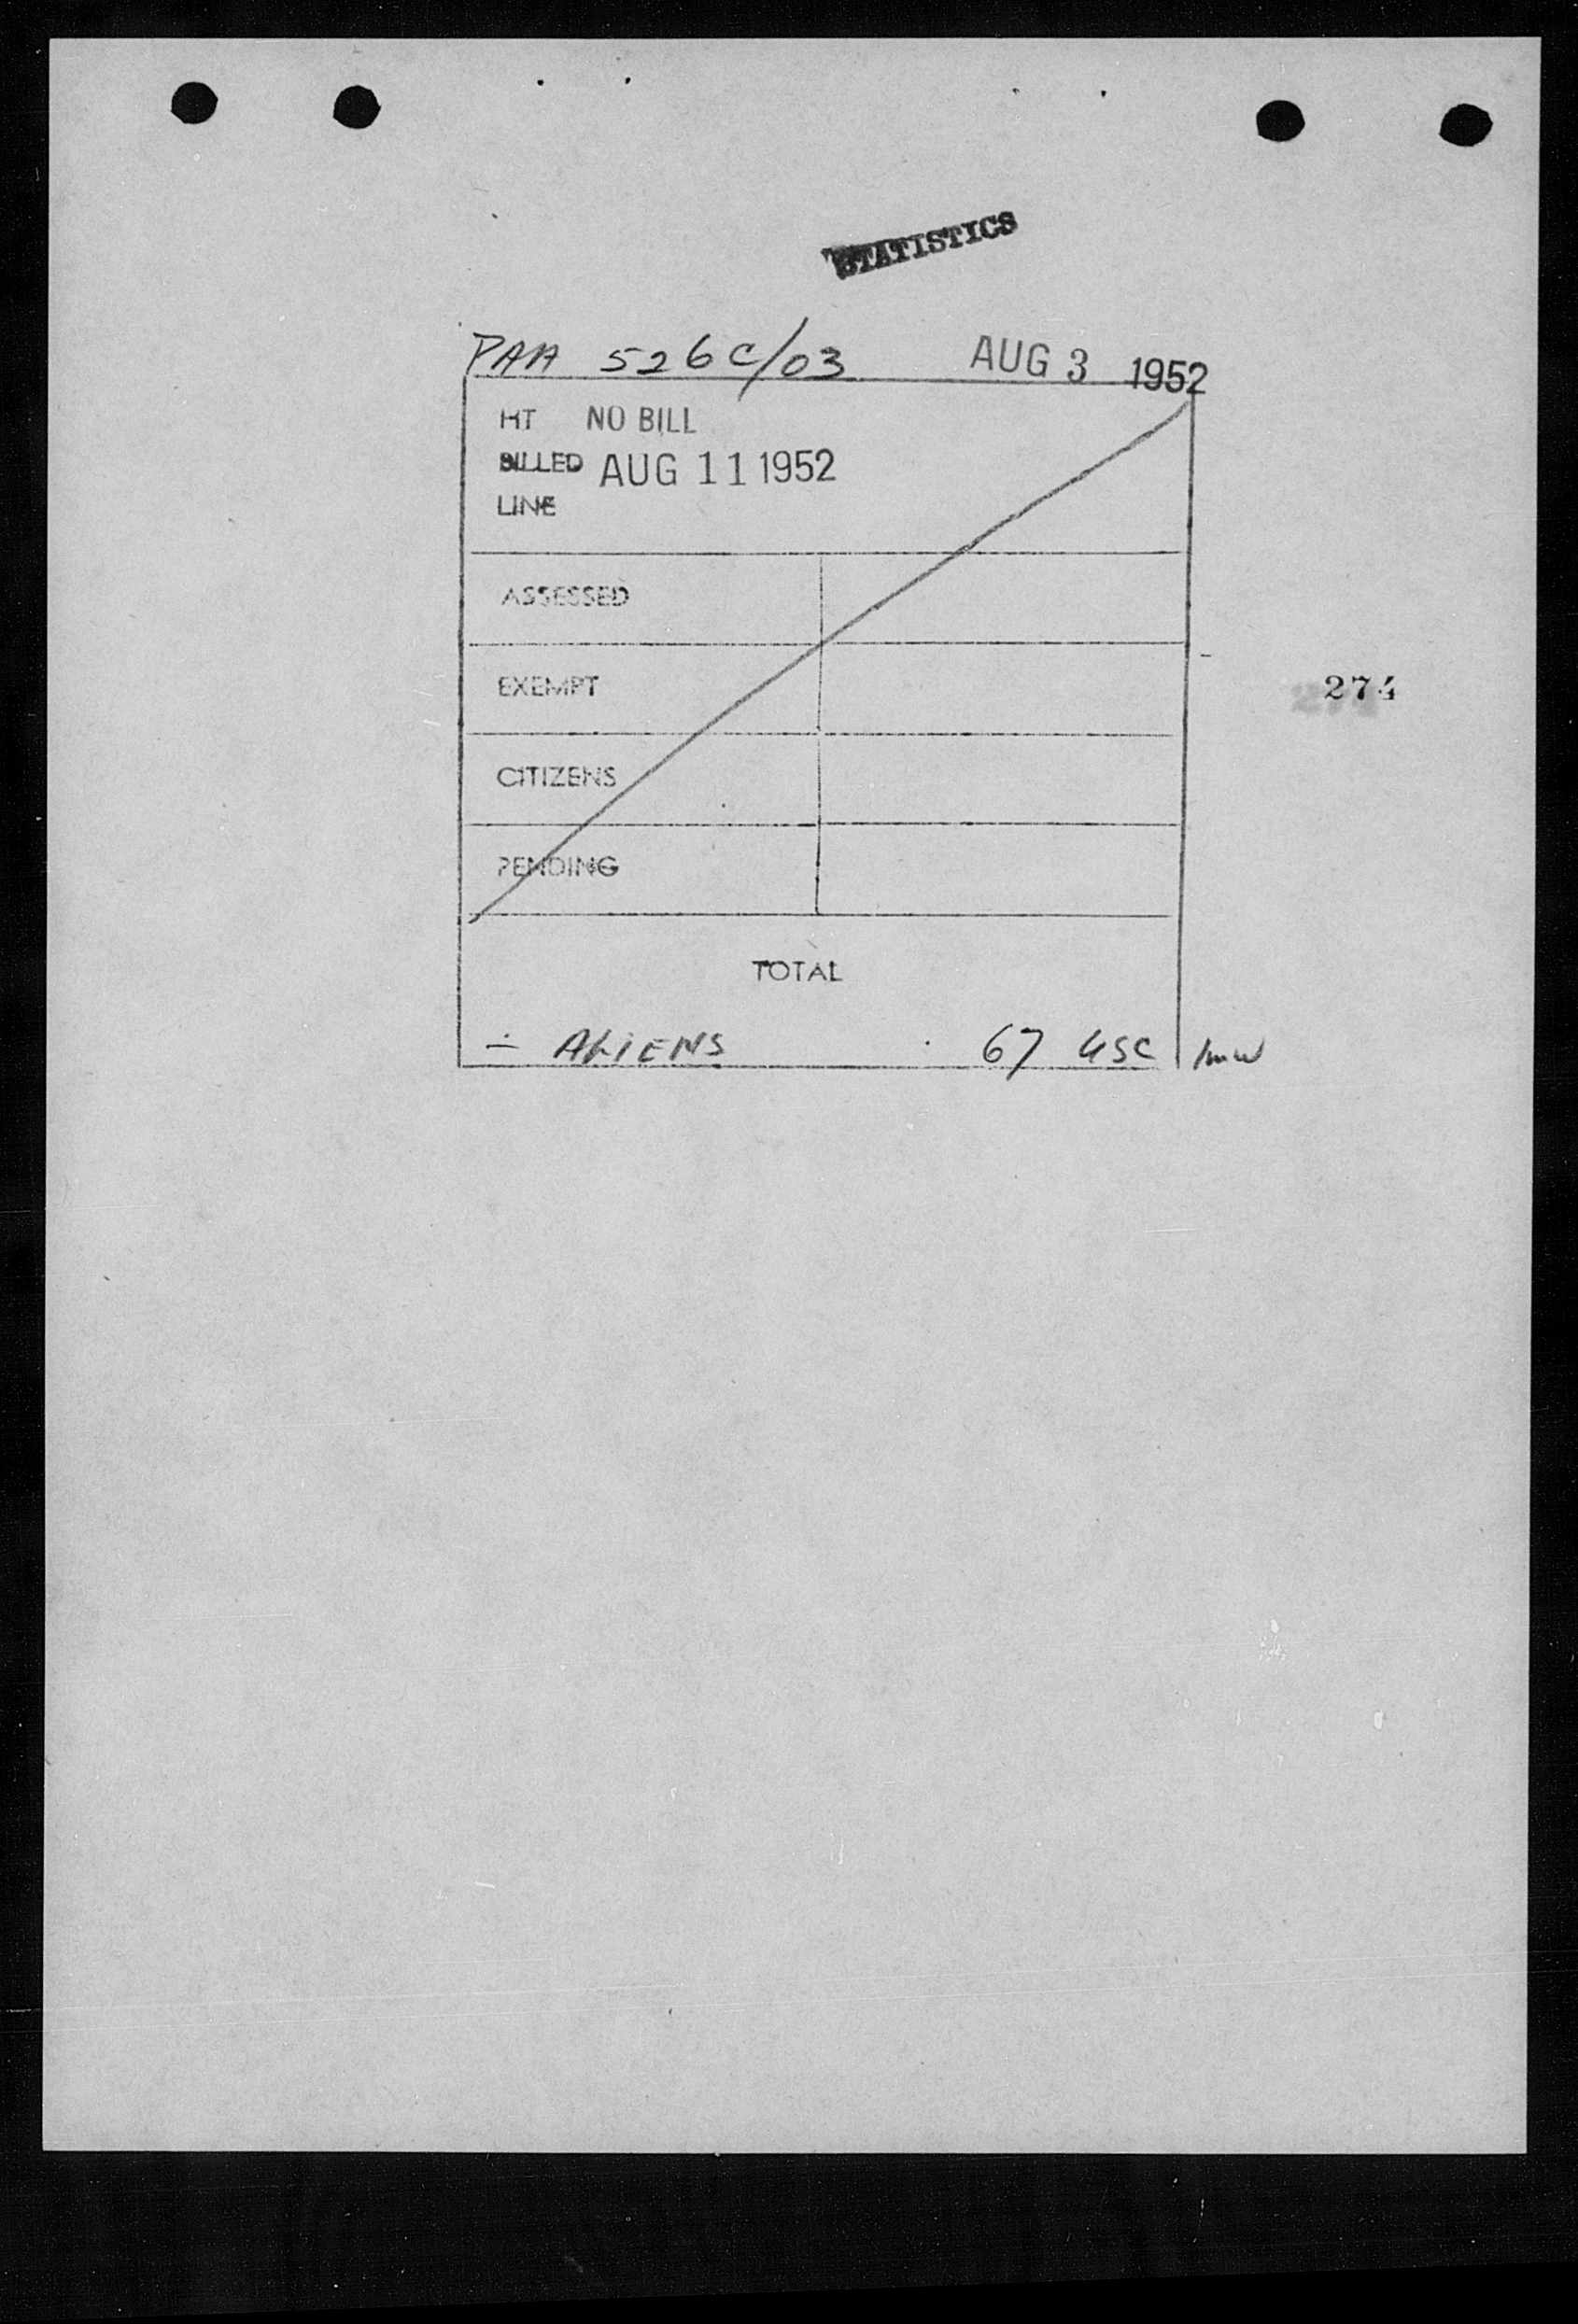 STATISTICS
PAA 526C/03 AUG 3 1952
HT NO BILL
BILLED AUG 11 1952
LINE
ASSESSED
EXEMPT
274
CITIZENS
PENDING
TOTAL
- ALIENS 67 USC